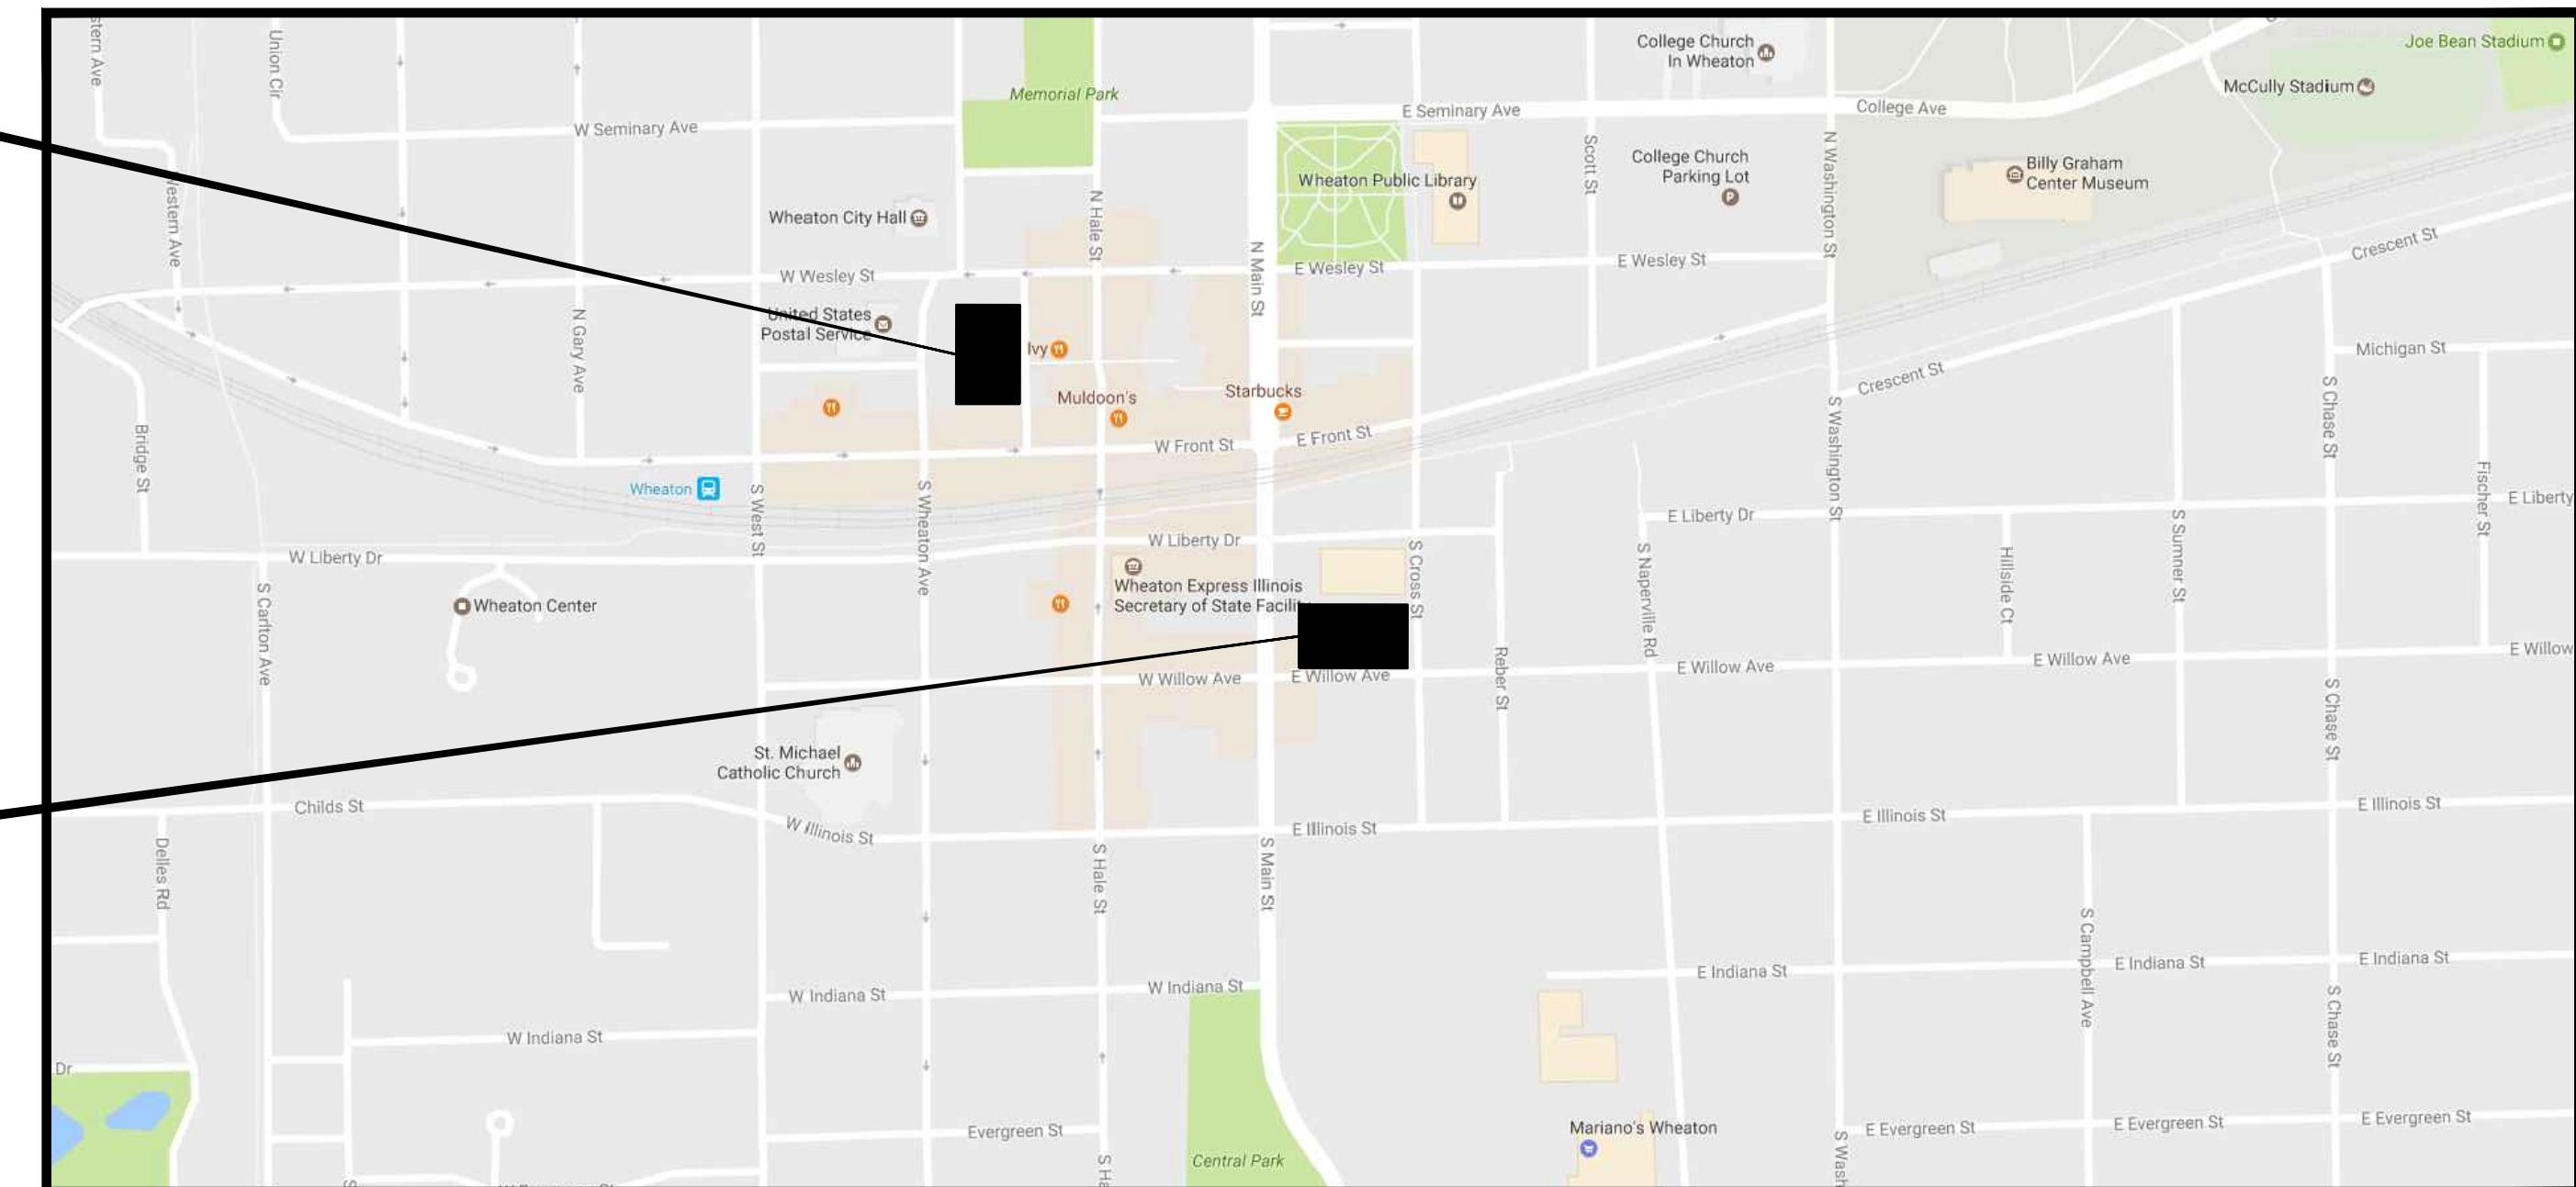 stern Ave
Union Cir
Memorial Park
College Church
In Wheaton
Joe Bean Stadium
McCully Stadium
W Seminary Ave
E Seminary Ave
College Ave
Western Ave
N Hale St
Wheaton Public Library
Scott St
College Church
Parking Lot
N Washington St
Billy Graham
Center Museum
Wheaton City Hall
N Main St
W Wesley St
E Wesley St
E Wesley St
Crescent St
United States
Postal Service
N Gary Ave
Ivy
Michigan St
Muldoon's
Starbucks
Crescent St
S Chase St
Bridge St
W Front St
E Front St
S Washington St
Fischer St
Wheaton
S West St
S Wheaton Ave
E Liberty Dr
E Liberty
S Sumner St
W Liberty Dr
W Liberty Dr
S Cross St
S Naperville Rd
Hillside Ct
S Carlton Ave
Wheaton Center
Wheaton Express Illinois
Secretary of State Facilit
Reber St
W Willow Ave
E Willow Ave
E Willow Ave
E Willow Ave
E Willow
S Chase St
St. Michael
Catholic Church
Childs St
W Illinois St
E Illinois St
E Illinois St
E Illinois St
Delles Rd
S Hale St
S Main St
S Campbell Ave
W Indiana St
W Indiana St
E Indiana St
E Indiana St
E Indiana St
W Indiana St
S Chase St
Dr
Evergreen St
Central Park
Mariano's Wheaton
E Evergreen St
E Evergreen St
E Evergreen St
S Ha
S Wash